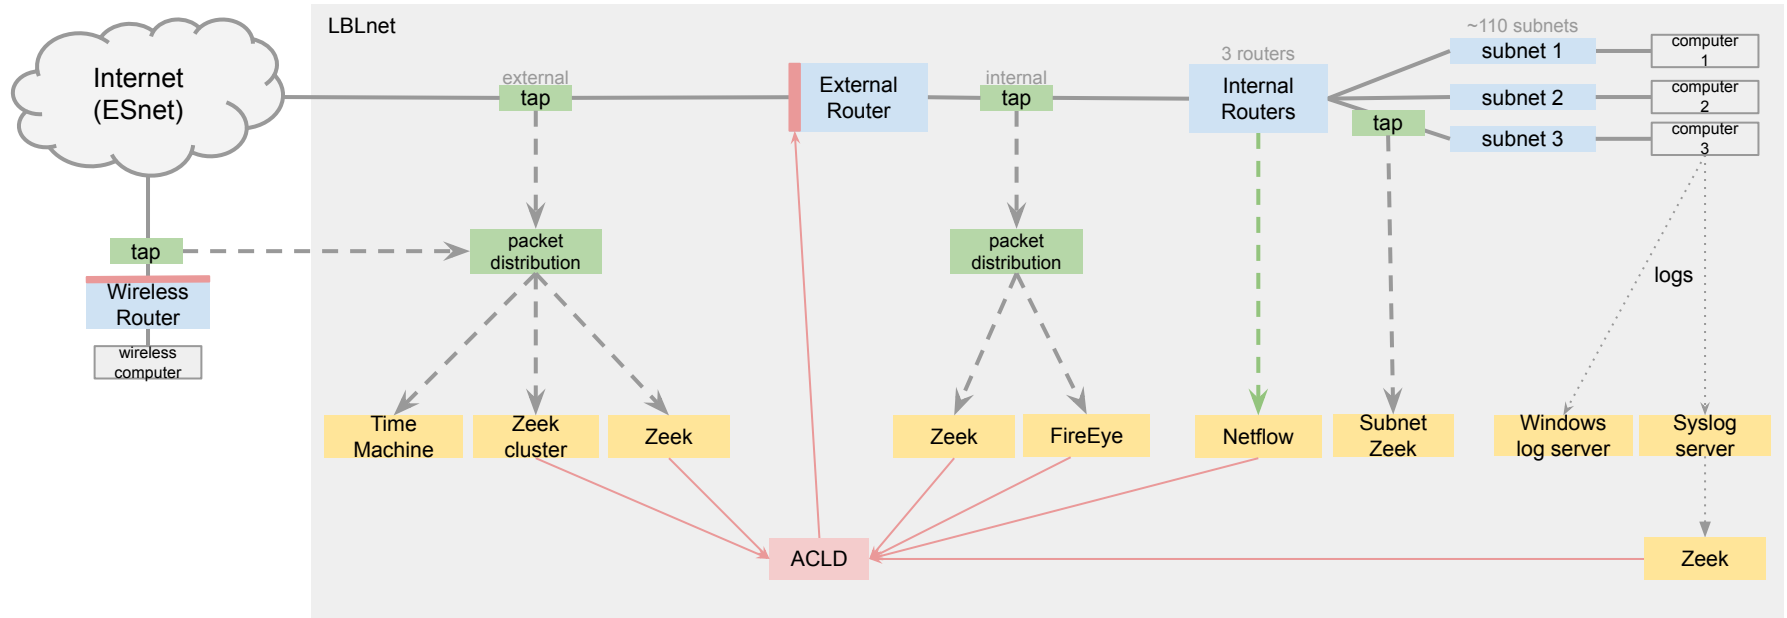 LBLnet
Internet
(ESnet)
external
tap
External
Router
internal
tap
3 routers
Internal
Routers
~110 subnets
subnet 1
computer
1
subnet 2
computer
2
tap
subnet 3
computer
3
tap
packet
distribution
packet
distribution
Wireless
Router
wireless
computer
logs
Time
Machine
Zeek
cluster
Zeek
Zeek
FireEye
Netflow
Subnet
Zeek
Windows
log server
Syslog
server
ACLD
Zeek